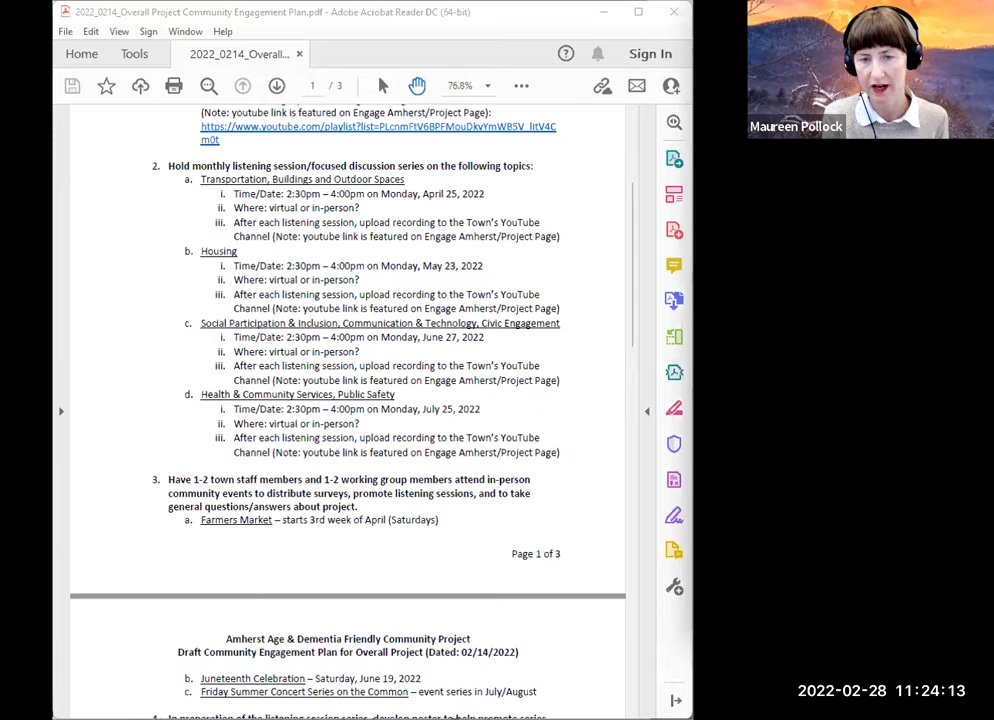 2022_0214_Overall Project Community Engagement Plan.pdf - Adobe Acrobat Reader DC (64-bit)
File Edit View Sign Window Help
Home Tools 2022_0214_Overall... × Sign In
1 / 3 76.8%
(Note: youtube link is featured on Engage Amherst/Project Page)
m0t
2. Hold monthly listening session/focused discussion series on the following topics:
a. Transportation, Buildings and Outdoor Spaces
i. Time/Date: 2:30pm – 4:00pm on Monday, April 25, 2022
ii. Where: virtual or in-person?
iii. After each listening session, upload recording to the Town's YouTube
Channel (Note: youtube link is featured on Engage Amherst/Project Page)
b. Housing
i. Time/Date: 2:30pm – 4:00pm on Monday, May 23, 2022
ii. Where: virtual or in-person?
iii. After each listening session, upload recording to the Town's YouTube
Channel (Note: youtube link is featured on Engage Amherst/Project Page)
c. Social Participation & Inclusion, Communication & Technology, Civic Engagement
i. Time/Date: 2:30pm – 4:00pm on Monday, June 27, 2022
ii. Where: virtual or in-person?
iii. After each listening session, upload recording to the Town's YouTube
Channel (Note: youtube link is featured on Engage Amherst/Project Page)
d. Health & Community Services, Public Safety
i. Time/Date: 2:30pm – 4:00pm on Monday, July 25, 2022
ii. Where: virtual or in-person?
iii. After each listening session, upload recording to the Town's YouTube
Channel (Note: youtube link is featured on Engage Amherst/Project Page)
3. Have 1-2 town staff members and 1-2 working group members attend in-person
community events to distribute surveys, promote listening sessions, and to take
general questions/answers about project.
a. Farmers Market – starts 3rd week of April (Saturdays)
Page 1 of 3
Amherst Age & Dementia Friendly Community Project
Draft Community Engagement Plan for Overall Project (Dated: 02/14/2022)
b. Juneteenth Celebration – Saturday, June 19, 2022
c. Friday Summer Concert Series on the Common – event series in July/August
4. In preparation of the listening session series, develop poster to help promote series
Maureen Pollock
2022-02-28 11:24:13